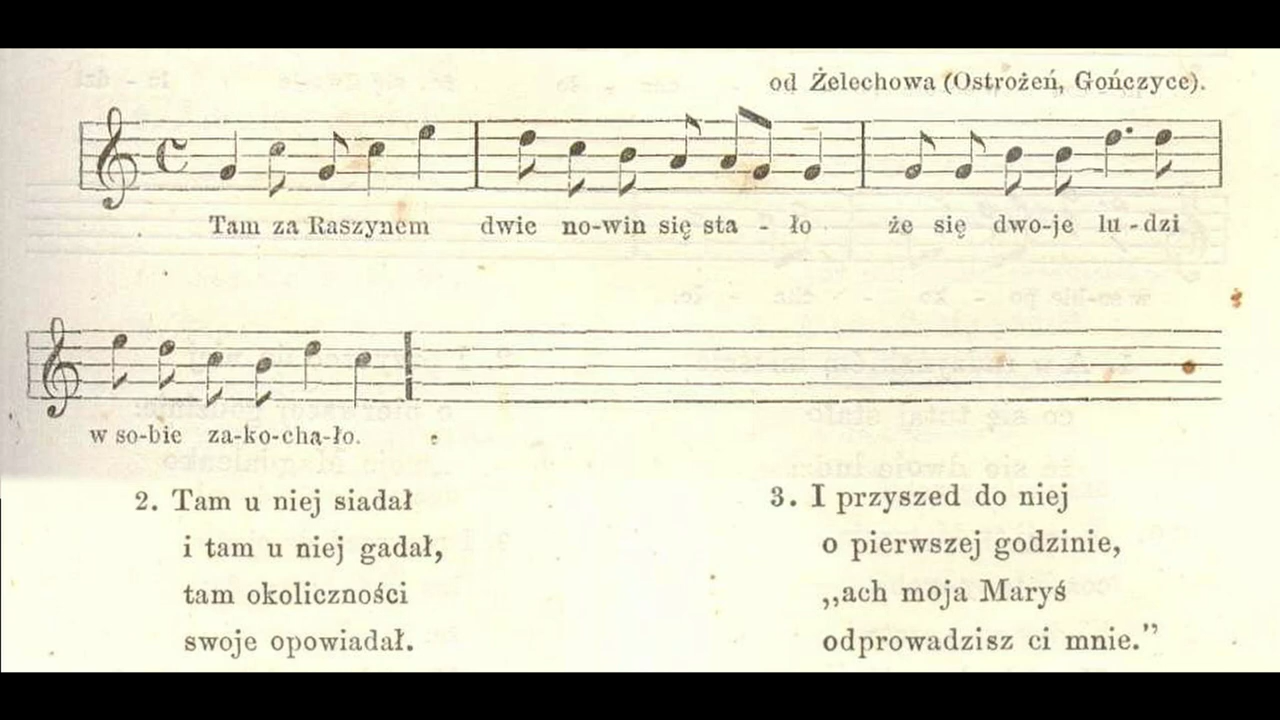 od Żelechowa (Ostrożeń, Gończyce).
Tam za Raszynem dwie no-win się sta - ło że się dwo-je lu - dzi
w so-bie za-ko-cha-ło.
2. Tam u niej siadał
i tam u niej gadał,
tam okoliczności
swoje opowiadał.
3. I przyszed do niej
o pierwszej godzinie,
„ach moja Maryś
odprowadzisz ci mnie.”